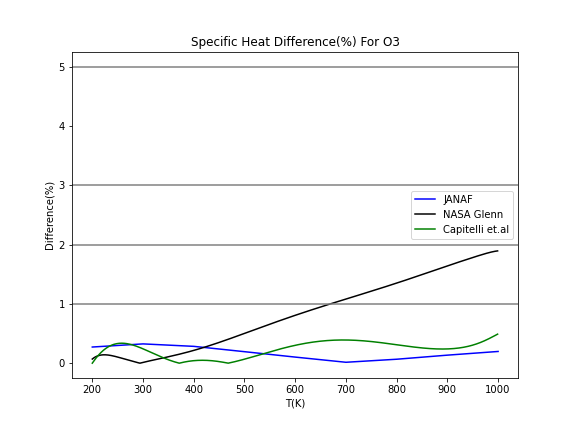 Specific Heat Difference(%) For O3
Difference(%)
5
4
3
2
1
0
JANAF
NASA Glenn
Capitelli et.al
200 300 400 500 600 700 800 900 1000
T(K)